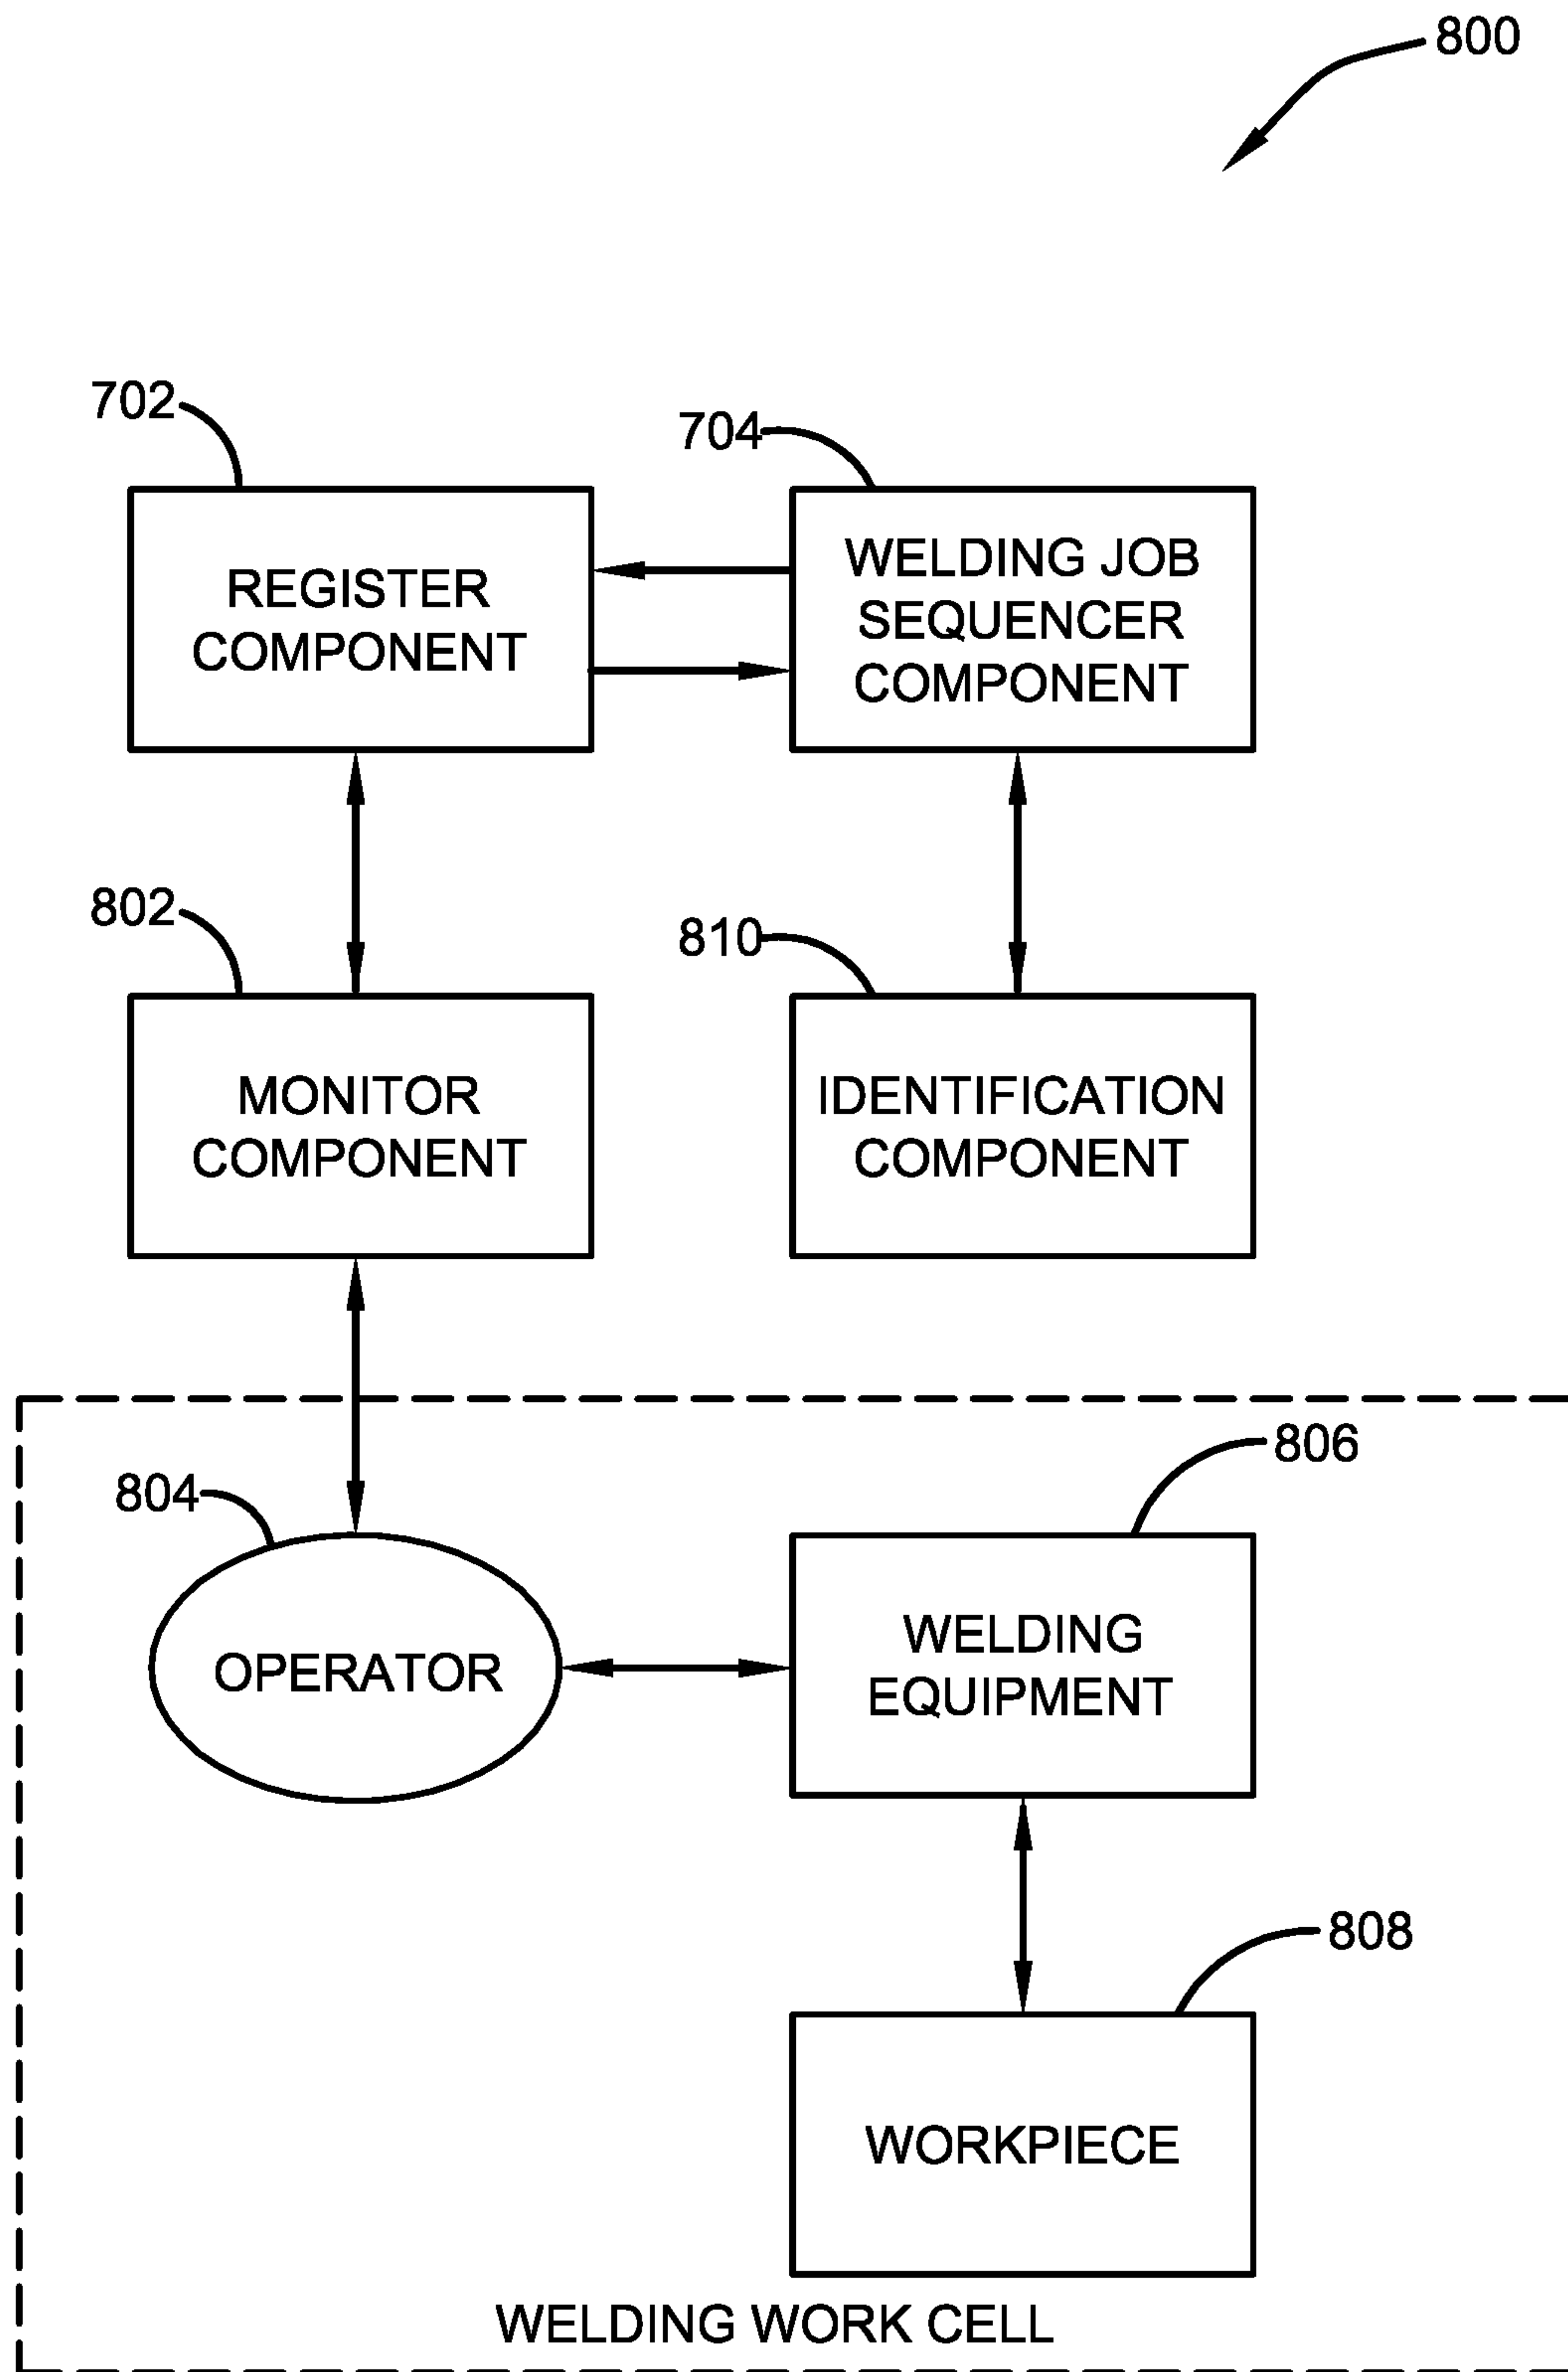 800
702
704
REGISTER
COMPONENT
WELDING JOB
SEQUENCER
COMPONENT
802
810
MONITOR
COMPONENT
IDENTIFICATION
COMPONENT
806
804
OPERATOR
WELDING
EQUIPMENT
808
WORKPIECE
WELDING WORK CELL